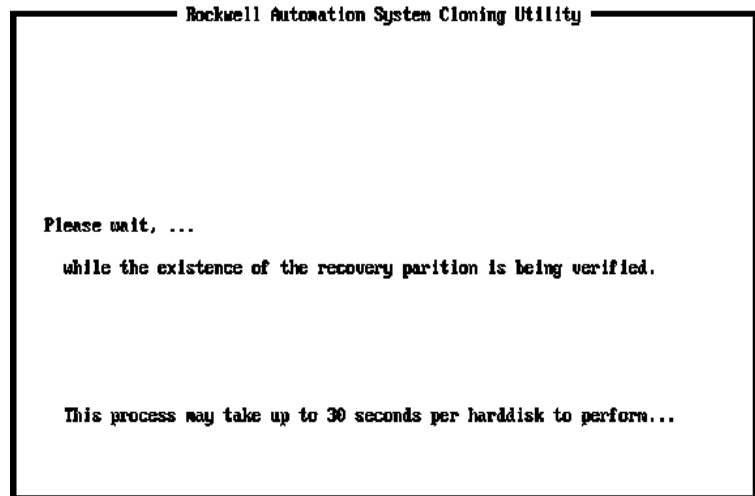 Rockwell Automation System Cloning Utility
Please wait, ...
while the existence of the recovery parition is being verified.
This process may take up to 30 seconds per harddisk to perform...